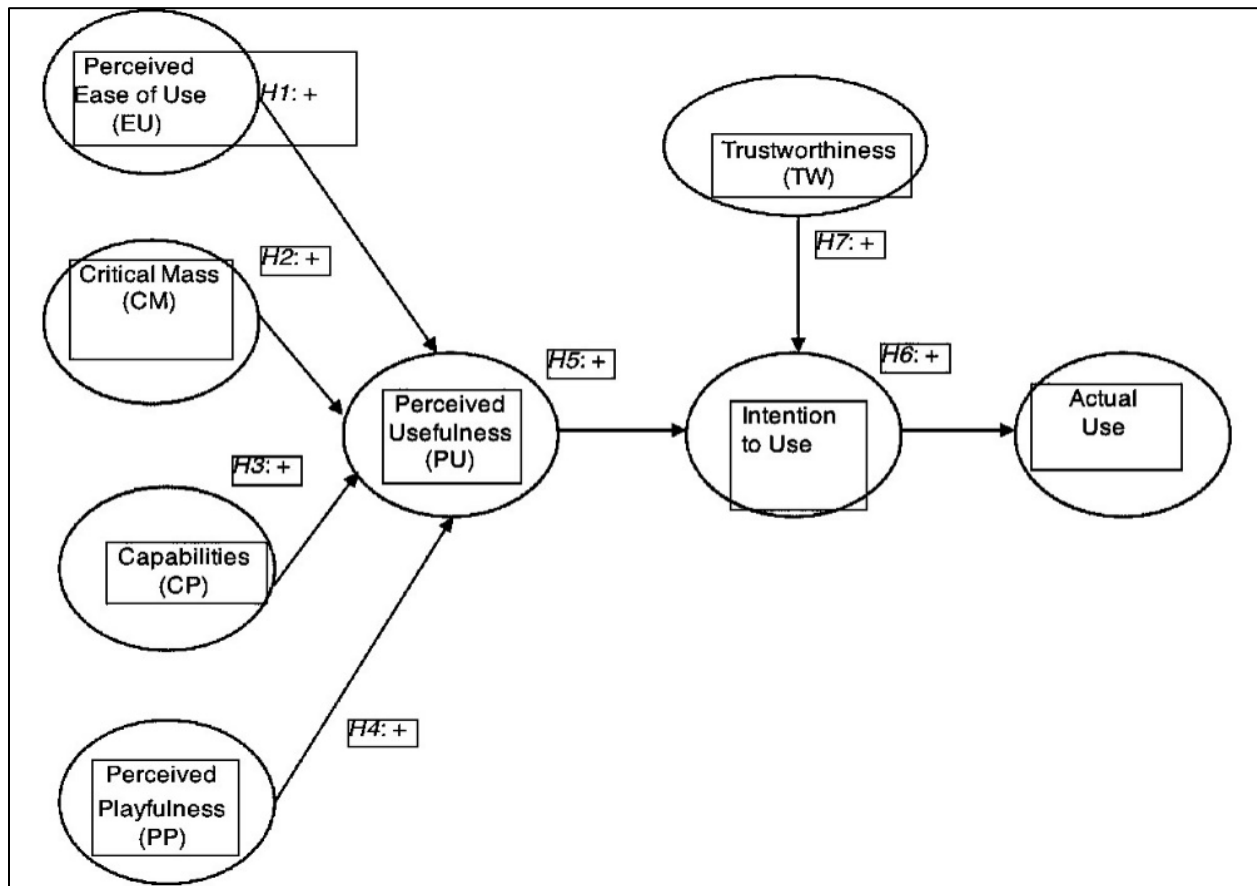 Perceived
Ease of Use
(EU)
H1: +
Trustworthiness
(TW)
H2: +
H7: +
Critical Mass
(CM)
H5: +
H6: +
Perceived
Usefulness
(PU)
Intention
to Use
Actual
Use
H3: +
Capabilities
(CP)
H4: +
Perceived
Playfulness
(PP)